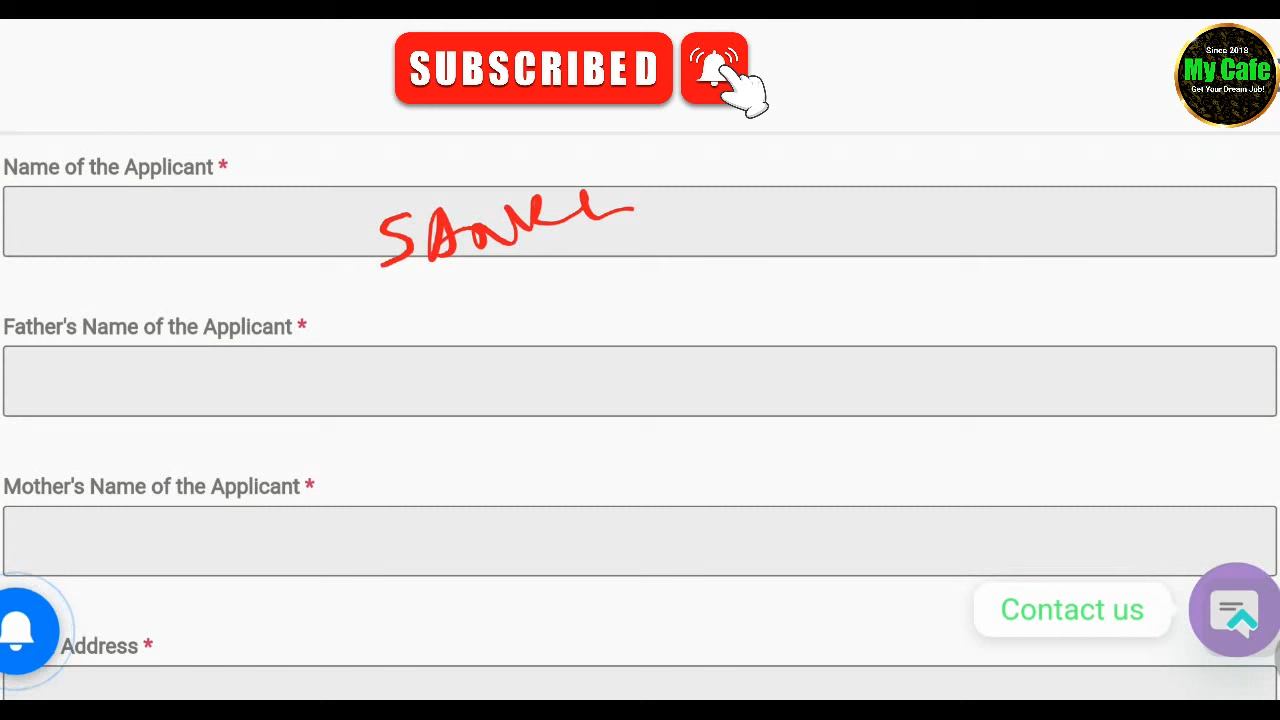 SUBSCRIBED
Since 2018
My Cafe
Get Your Dream Job!
Name of the Applicant *
Father's Name of the Applicant *
Mother's Name of the Applicant *
Contact us
Address *